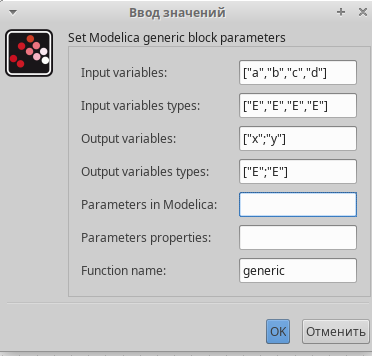 Ввод значений
Set Modelica generic block parameters
Input variables: ["a","b","c","d"]
Input variables types: ["E","E","E","E"]
Output variables: ["x";"y"]
Output variables types: ["E";"E"]
Parameters in Modelica:
Parameters properties:
Function name: generic
OK Отменить